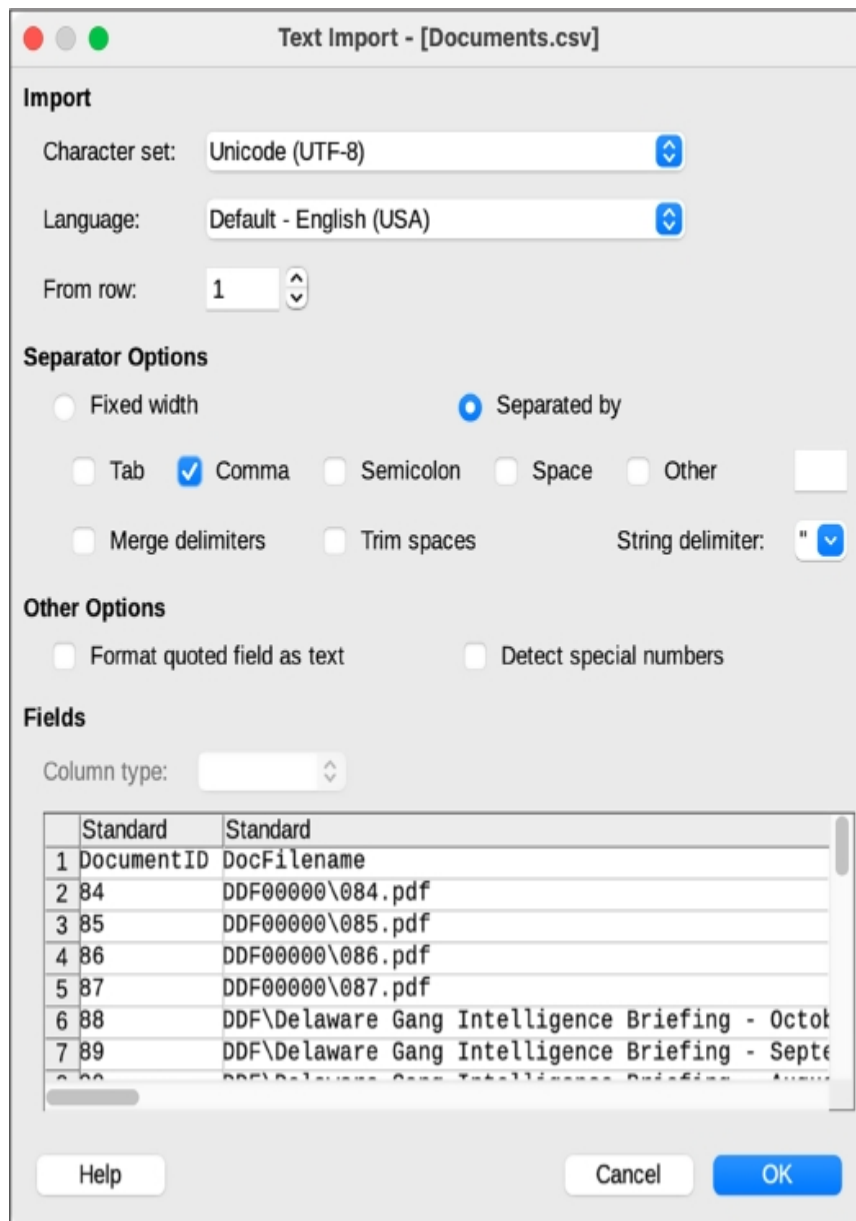 Text Import - [Documents.csv]
Import
Character set: Unicode (UTF-8)
Language: Default - English (USA)
From row: 1
Separator Options
Fixed width Separated by
Tab Comma Semicolon Space Other
Merge delimiters Trim spaces String delimiter: "
Other Options
Format quoted field as text Detect special numbers
Fields
Column type:
Standard Standard
1 DocumentID DocFilename
2 84 DDF00000\084.pdf
3 85 DDF00000\085.pdf
4 86 DDF00000\086.pdf
5 87 DDF00000\087.pdf
6 88 DDF\Delaware Gang Intelligence Briefing - Octob
7 89 DDF\Delaware Gang Intelligence Briefing - Septe
Help Cancel OK